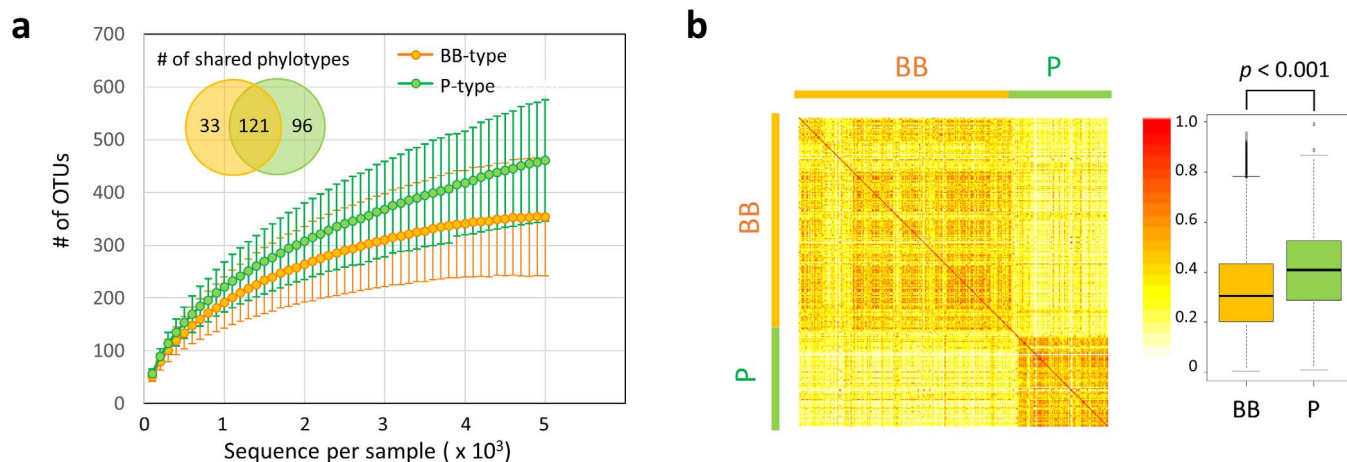 a
700
600
500
400
300
200
100
0
# of OTUs
# of shared phylotypes
33 121 96
BB-type
P-type
0 1 2 3 4 5
Sequence per sample ( x 10³)
b
BB P
BB
P
p < 0.001
1.0
0.8
0.6
0.4
0.2
0
BB P